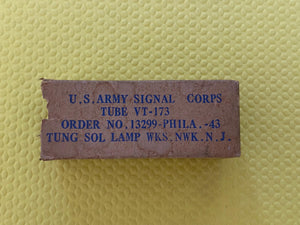 U.S. ARMY SIGNAL CORPS
TUBE VT-173
ORDER NO. 13299-PHILA.-43
TUNG SOL LAMP WKS. NWK. N.J.